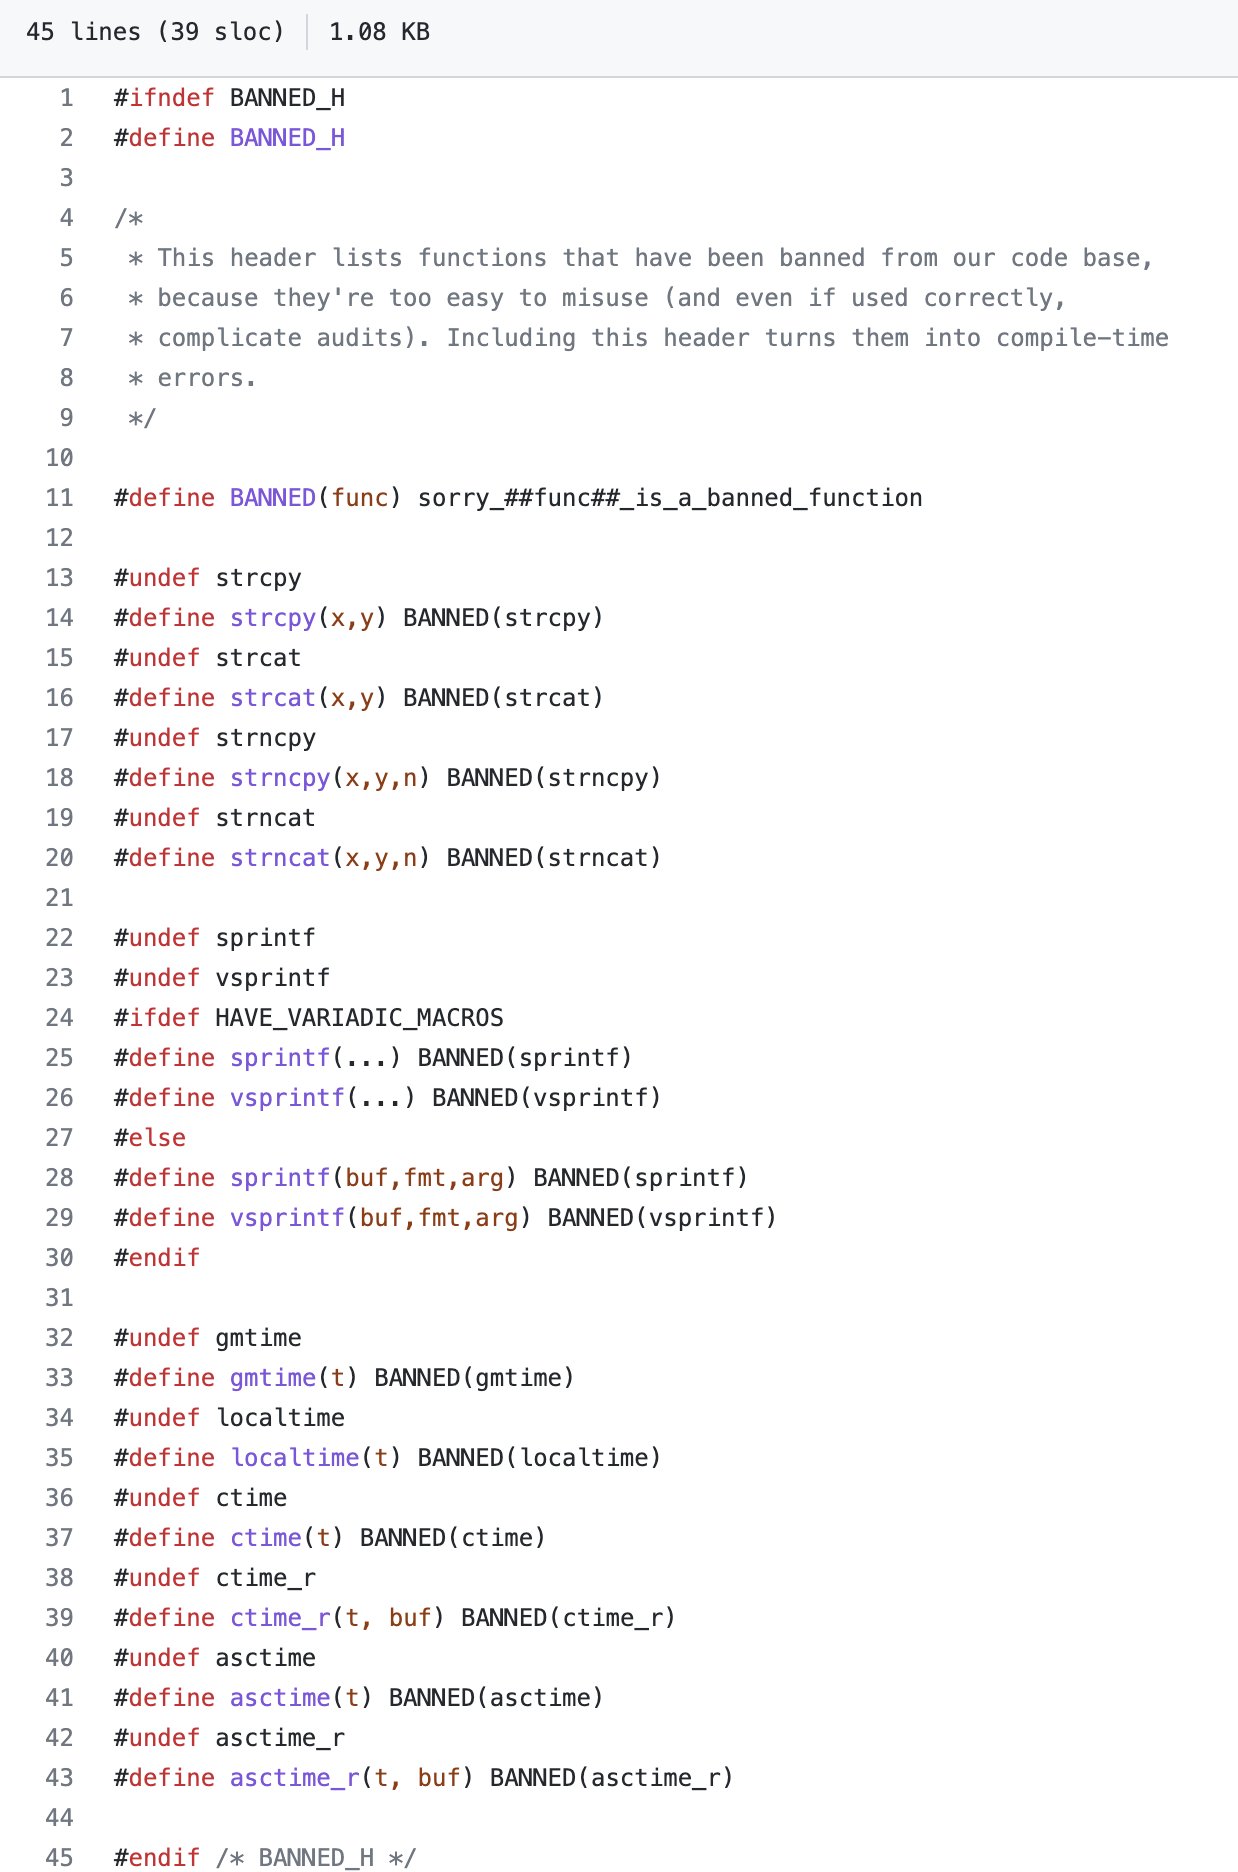 45 lines (39 sloc) 1.08 KB
1 #ifndef BANNED_H
2 #define BANNED_H
3
4 /*
5 * This header lists functions that have been banned from our code base,
6 * because they're too easy to misuse (and even if used correctly,
7 * complicate audits). Including this header turns them into compile-time
8 * errors.
9 */
10
11 #define BANNED(func) sorry_##func##_is_a_banned_function
12
13 #undef strcpy
14 #define strcpy(x,y) BANNED(strcpy)
15 #undef strcat
16 #define strcat(x,y) BANNED(strcat)
17 #undef strncpy
18 #define strncpy(x,y,n) BANNED(strncpy)
19 #undef strncat
20 #define strncat(x,y,n) BANNED(strncat)
21
22 #undef sprintf
23 #undef vsprintf
24 #ifdef HAVE_VARIADIC_MACROS
25 #define sprintf(...) BANNED(sprintf)
26 #define vsprintf(...) BANNED(vsprintf)
27 #else
28 #define sprintf(buf,fmt,arg) BANNED(sprintf)
29 #define vsprintf(buf,fmt,arg) BANNED(vsprintf)
30 #endif
31
32 #undef gmtime
33 #define gmtime(t) BANNED(gmtime)
34 #undef localtime
35 #define localtime(t) BANNED(localtime)
36 #undef ctime
37 #define ctime(t) BANNED(ctime)
38 #undef ctime_r
39 #define ctime_r(t, buf) BANNED(ctime_r)
40 #undef asctime
41 #define asctime(t) BANNED(asctime)
42 #undef asctime_r
43 #define asctime_r(t, buf) BANNED(asctime_r)
44
45 #endif /* BANNED_H */